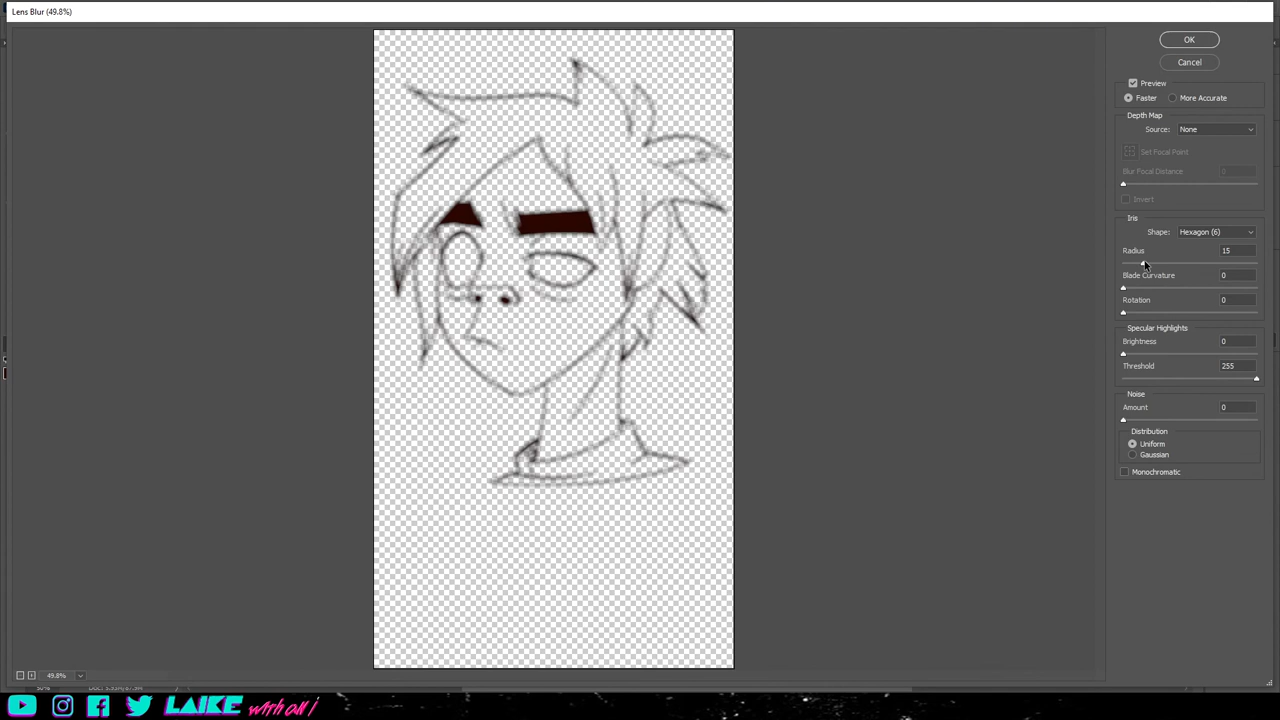 Lens Blur (49.8%)
OK
Cancel
Preview
Faster
More Accurate
Depth Map
Source: None
Set Focal Point
Blur Focal Distance 0
Invert
Iris
Shape: Hexagon (6)
Radius 15
Blade Curvature 0
Rotation 0
Specular Highlights
Brightness 0
Threshold 255
Noise
Amount 0
Distribution
Uniform
Gaussian
Monochromatic
49.8%
LAIKE with all i